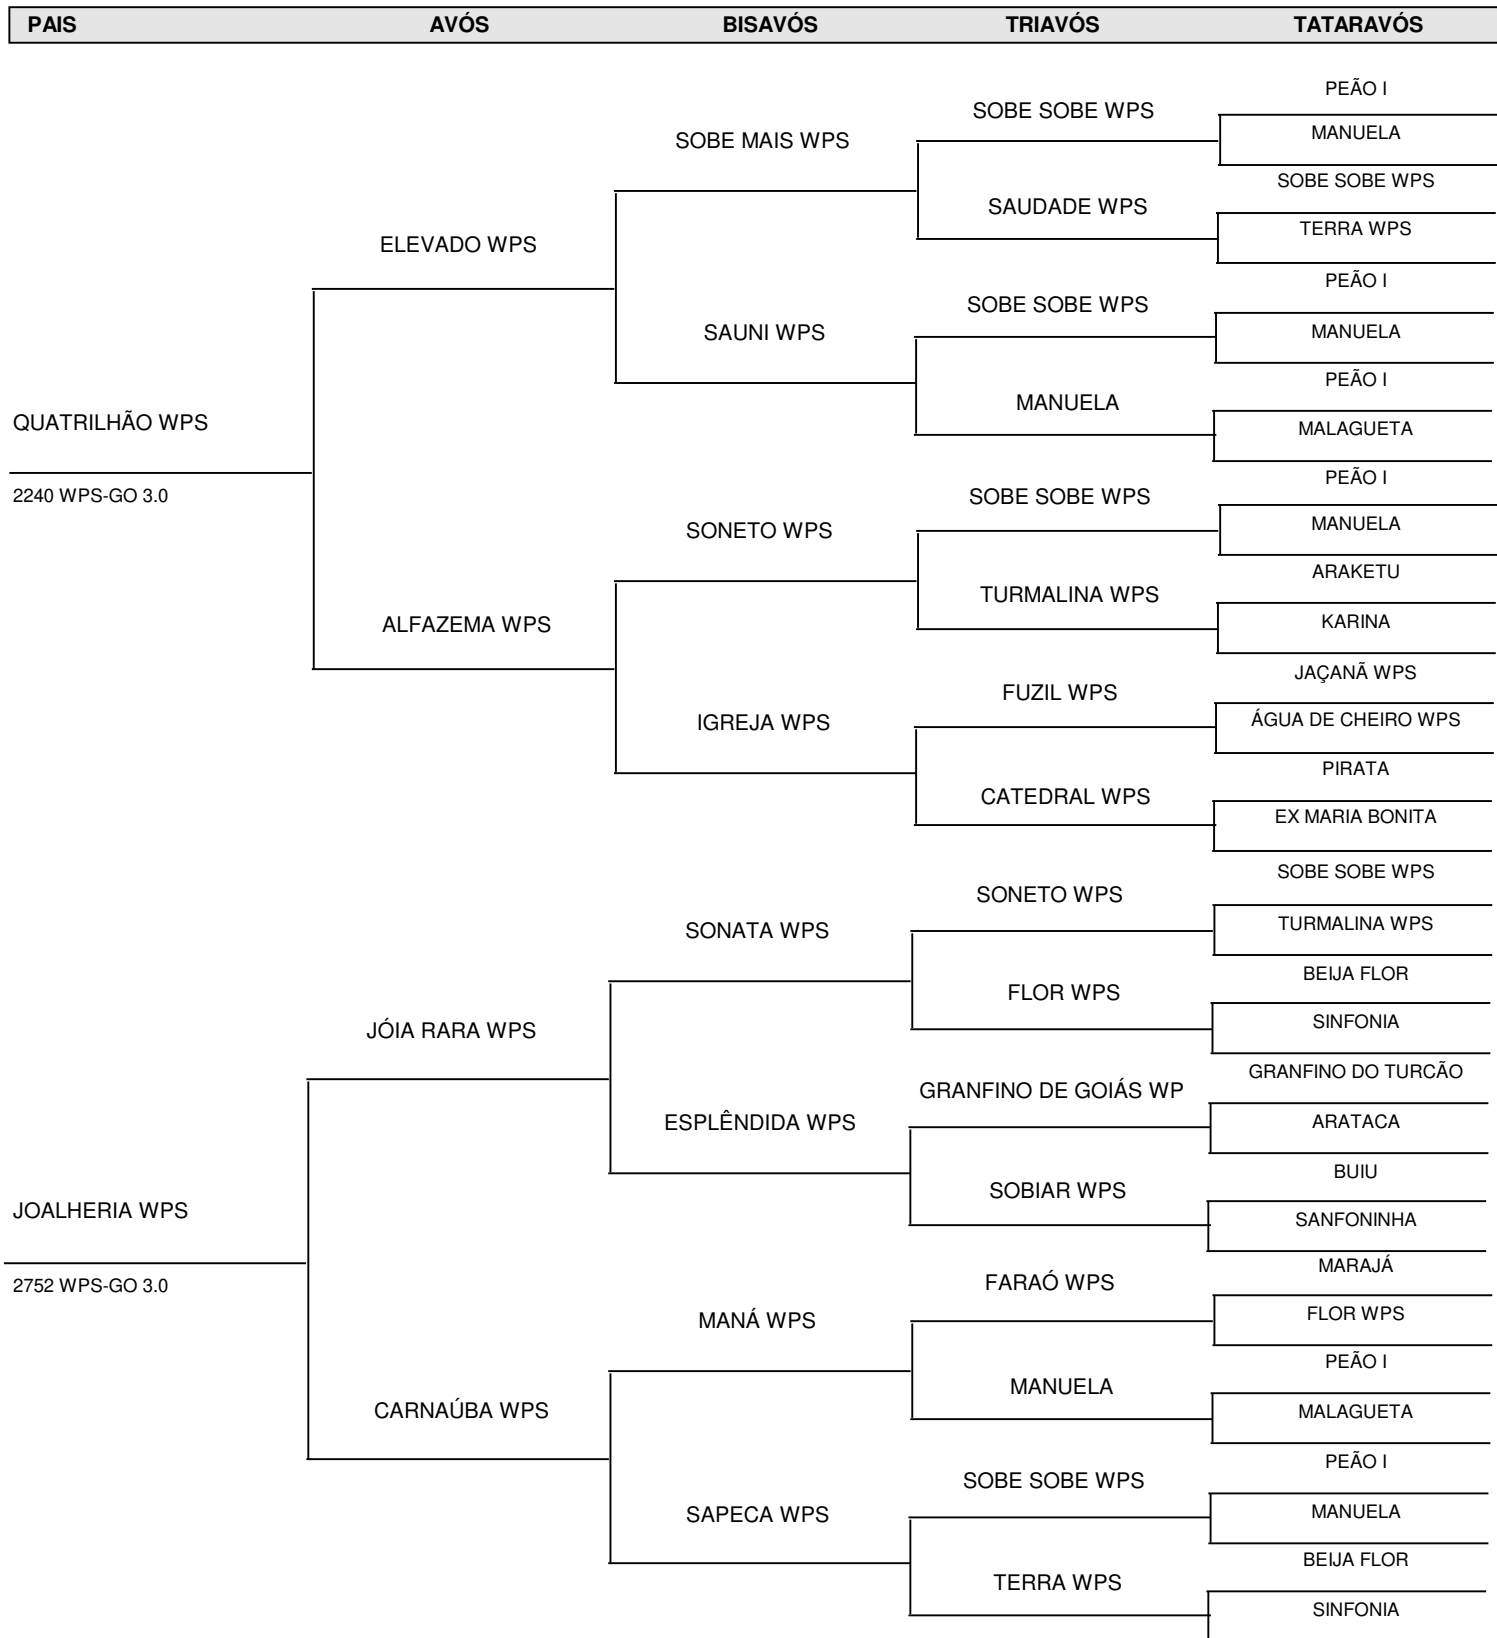 PAIS AVÓS BISAVÓS TRIAVÓS TATARAVÓS
PEÃO I
SOBE SOBE WPS
MANUELA
SOBE MAIS WPS
SOBE SOBE WPS
SAUDADE WPS
TERRA WPS
ELEVADO WPS
PEÃO I
SOBE SOBE WPS
SAUNI WPS
MANUELA
PEÃO I
MANUELA
QUATRILHÃO WPS
MALAGUETA
PEÃO I
2240 WPS-GO 3.0
SOBE SOBE WPS
MANUELA
SONETO WPS
ARAKETU
TURMALINA WPS
KARINA
ALFAZEMA WPS
JAÇANÃ WPS
FUZIL WPS
ÁGUA DE CHEIRO WPS
IGREJA WPS
PIRATA
CATEDRAL WPS
EX MARIA BONITA
SOBE SOBE WPS
SONETO WPS
TURMALINA WPS
SONATA WPS
BEIJA FLOR
FLOR WPS
SINFONIA
JÓIA RARA WPS
GRANFINO DO TURCÃO
GRANFINO DE GOIÁS WP
ESPLÊNDIDA WPS
ARATACA
BUIU
SOBIAR WPS
JOALHERIA WPS
SANFONINHA
MARAJÁ
2752 WPS-GO 3.0
FARAÓ WPS
FLOR WPS
MANÁ WPS
PEÃO I
MANUELA
CARNAÚBA WPS
MALAGUETA
PEÃO I
SOBE SOBE WPS
MANUELA
SAPECA WPS
BEIJA FLOR
TERRA WPS
SINFONIA